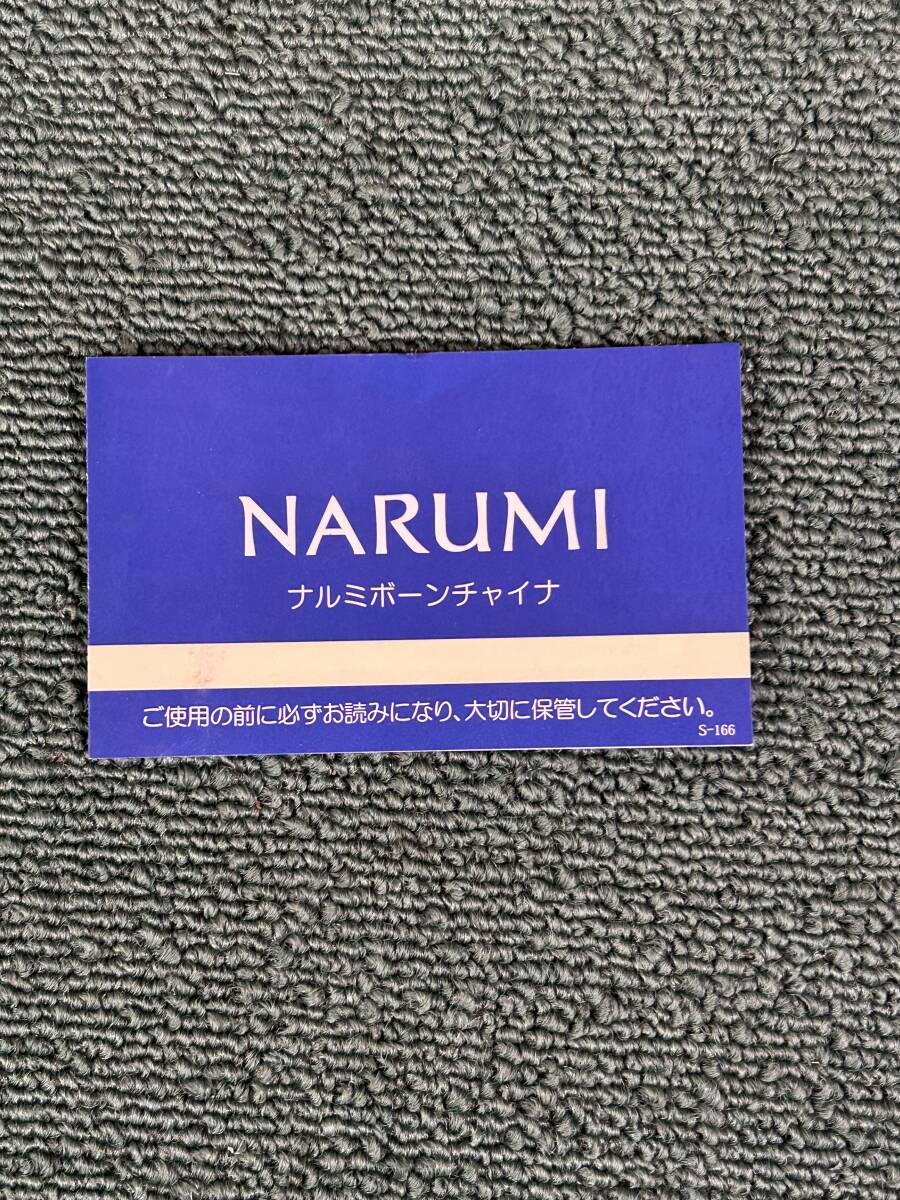 NARUMI
ナルミボーンチャイナ
ご使用の前に必ずお読みになり、大切に保管してください。
S-166